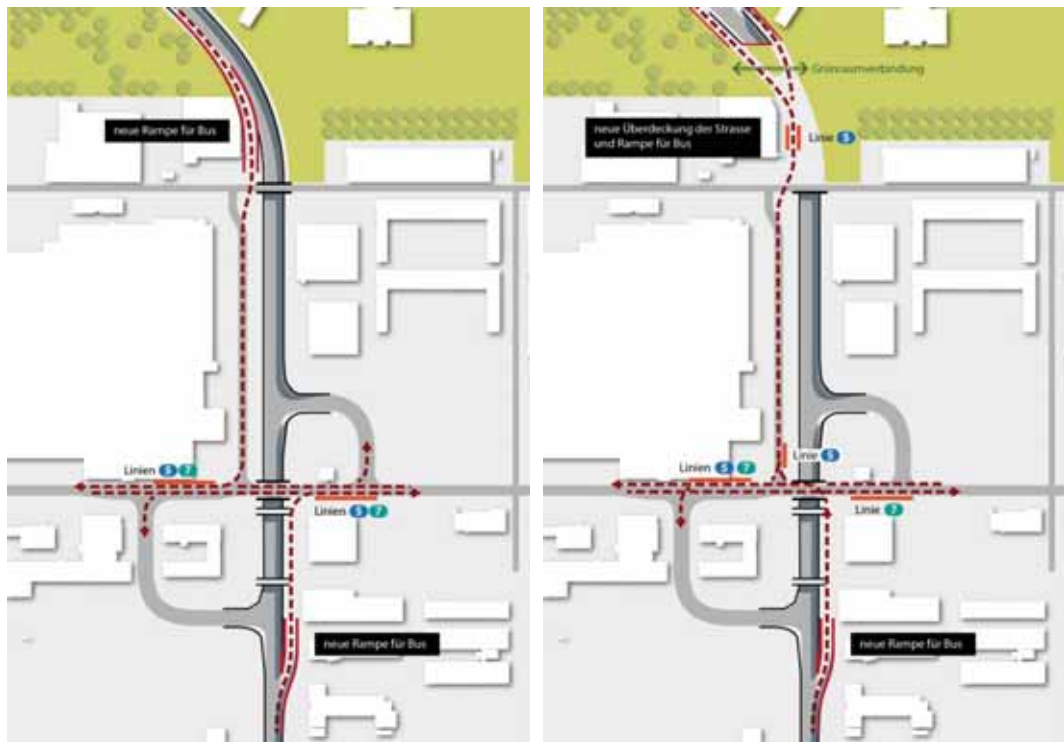 neue Rampe für Bus
Linien 5 7
Linien 5 7
neue Rampe für Bus
Grünraumverbindung
neue Überdeckung der Strasse
und Rampe für Bus
Linie 5
Linie 5
Linien 5 7
Linie 7
neue Rampe für Bus